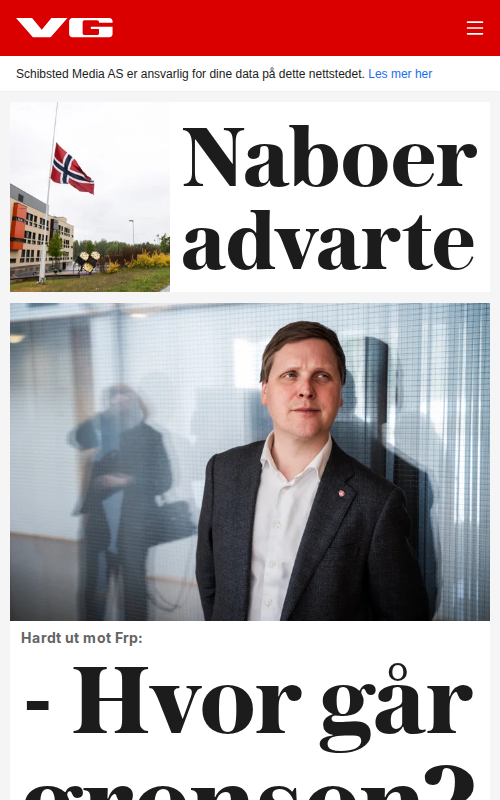 VG
Schibsted Media AS er ansvarlig for dine data på dette nettstedet. Les mer her
Naboer
advarte
Hardt ut mot Frp:
- Hvor går
grensen?